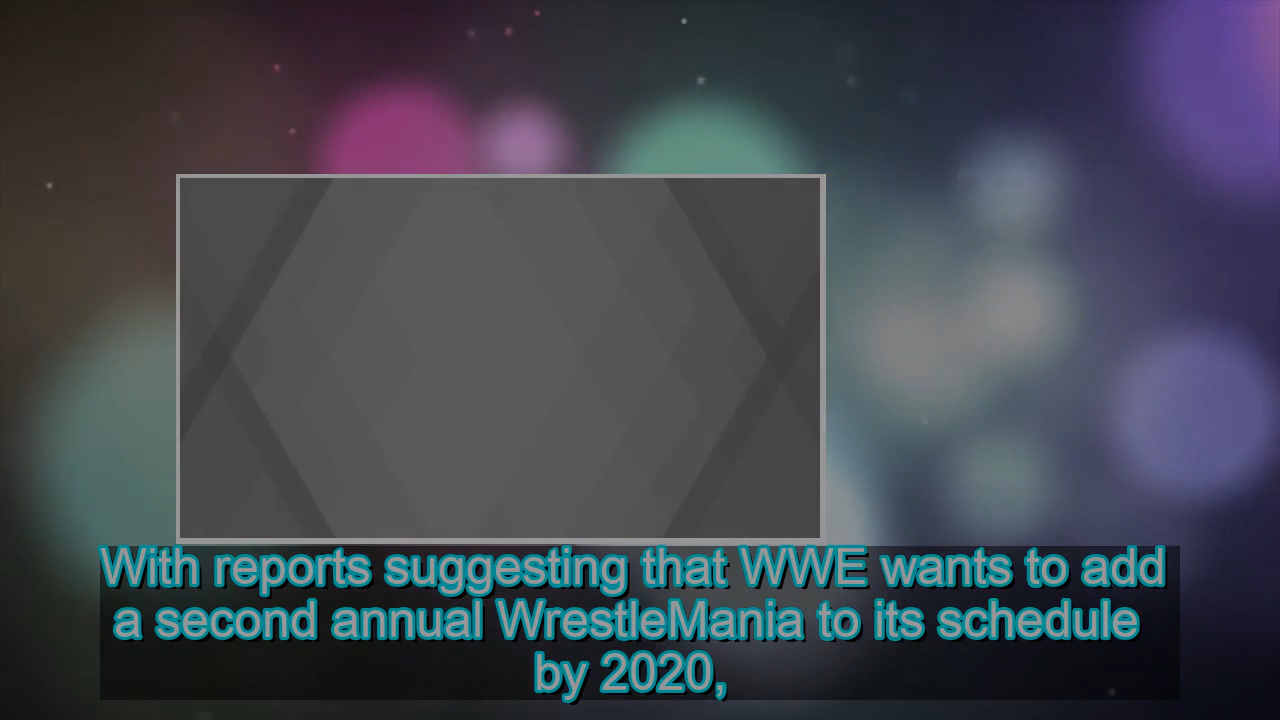 With reports suggesting that WWE wants to add
a second annual WrestleMania to its schedule
by 2020,